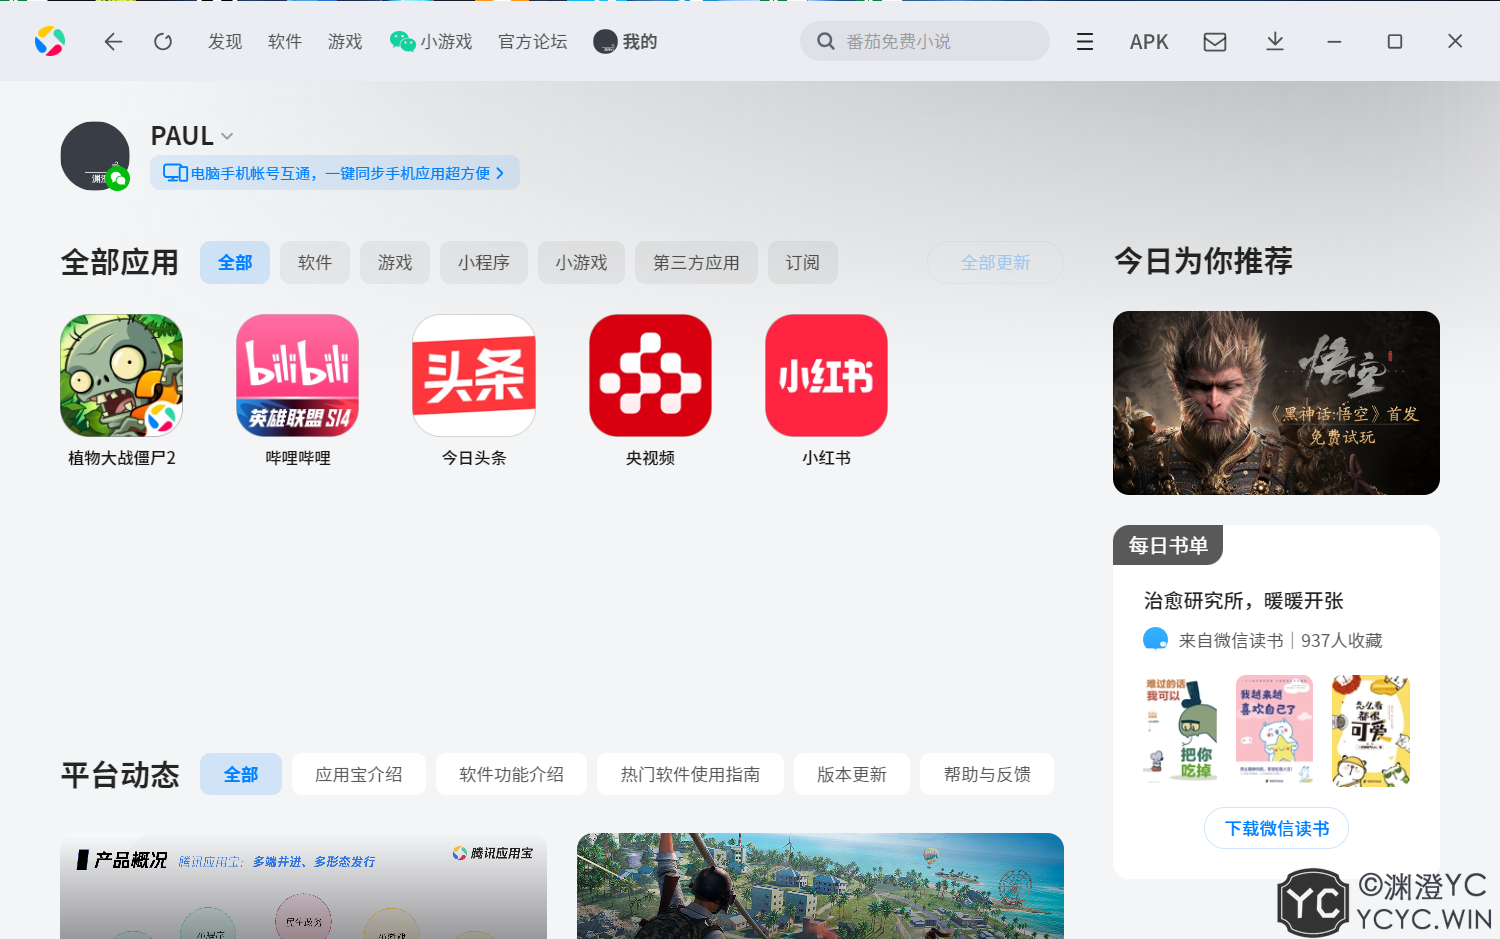 发现 软件 游戏 小游戏 官方论坛 我的 番茄免费小说 APK
PAUL
电脑手机帐号互通，一键同步手机应用超方便
全部应用 全部 软件 游戏 小程序 小游戏 第三方应用 订阅 全部更新
bilibili
英雄联盟 S14
头条
小红书
植物大战僵尸2 哔哩哔哩 今日头条 央视频 小红书
平台动态 全部 应用宝介绍 软件功能介绍 热门软件使用指南 版本更新 帮助与反馈
产品概况 腾讯应用宝：多端并进、多形态发行 腾讯应用宝
民生政务
小程序 小游戏
今日为你推荐
悟空
《黑神话:悟空》首发
免费试玩
每日书单
治愈研究所，暖暖开张
来自微信读书 | 937人收藏
难过的话
我可以
把你
吃掉
我越来越
喜欢自己了
怎么看
都很
可爱
下载微信读书
YC ©渊澄YC
YCYC.WIN